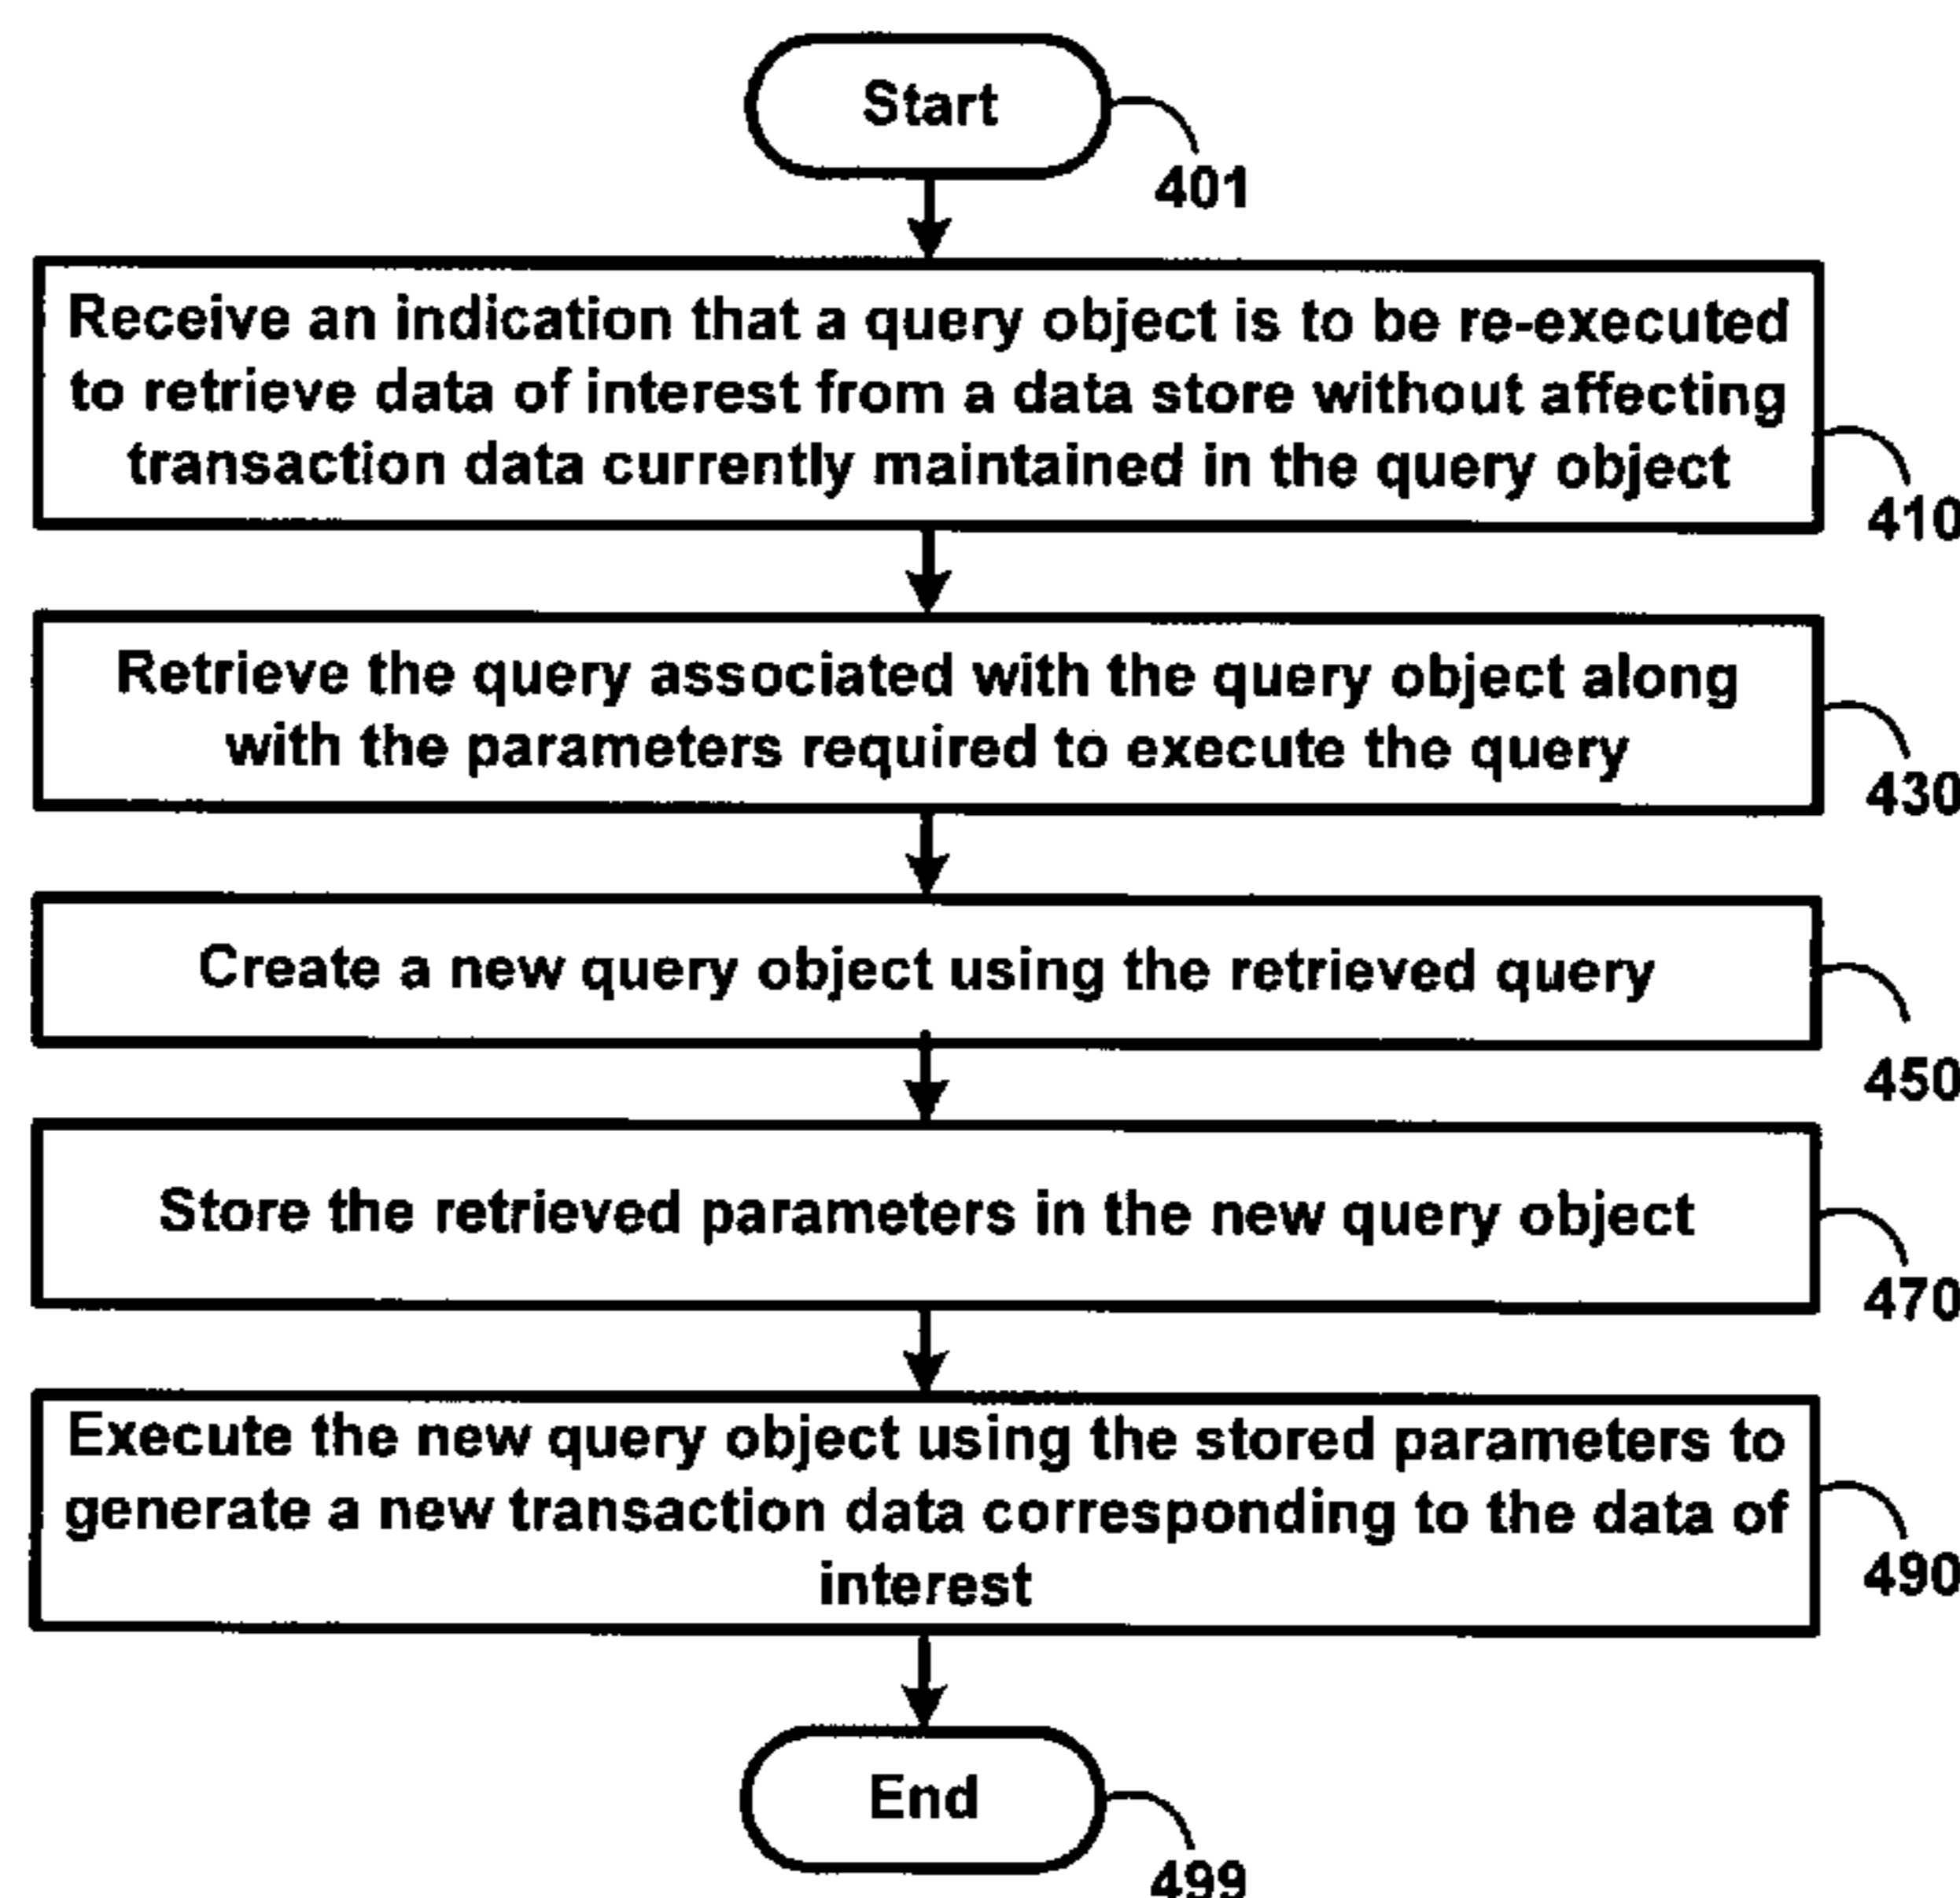 Start
401
Receive an indication that a query object is to be re-executed
to retrieve data of interest from a data store without affecting
transaction data currently maintained in the query object
410
Retrieve the query associated with the query object along
with the parameters required to execute the query
430
Create a new query object using the retrieved query
450
Store the retrieved parameters in the new query object
470
Execute the new query object using the stored parameters to
generate a new transaction data corresponding to the data of
interest
490
End
499